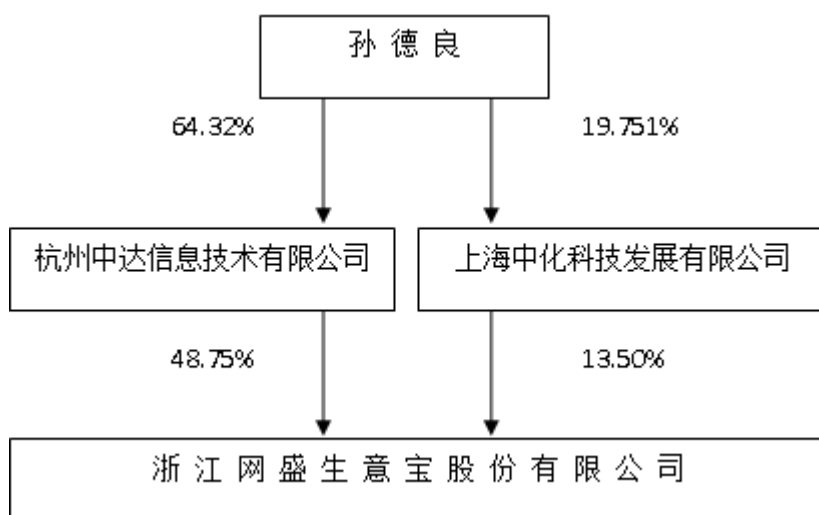 孙德良
64.32%
19.751%
杭州中达信息技术有限公司
上海中化科技发展有限公司
48.75%
13.50%
浙江网盛生意宝股份有限公司